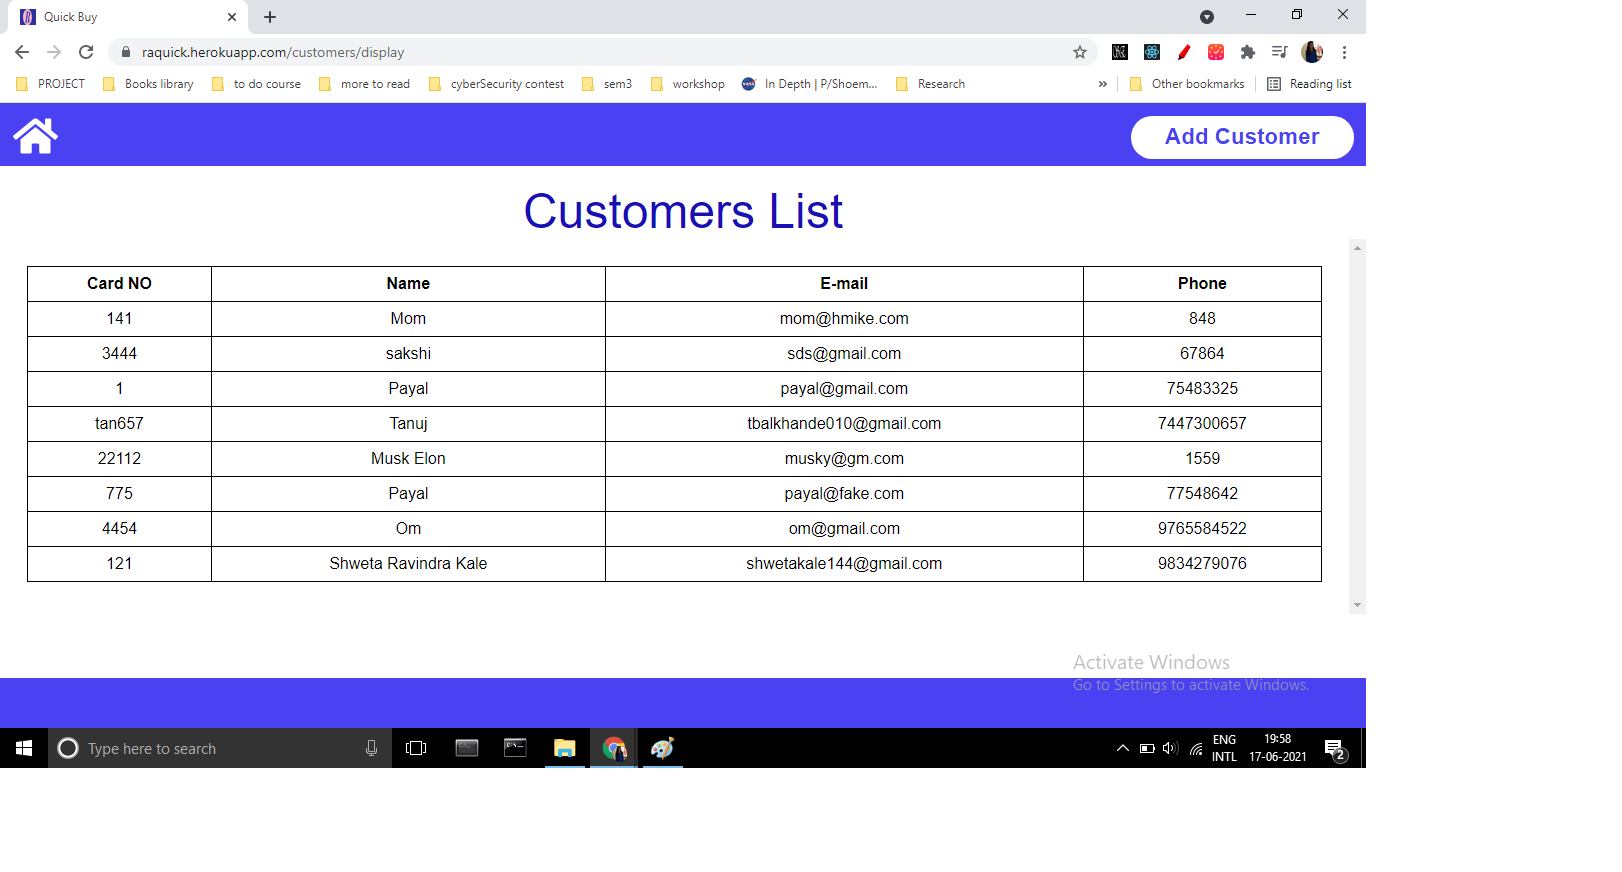 Quick Buy
raquick.herokuapp.com/customers/display
PROJECT Books library to do course more to read cyberSecurity contest sem3 workshop In Depth | P/Shoem... Research » Other bookmarks Reading list
Add Customer
Customers List
Card NO Name E-mail Phone
141 Mom mom@hmike.com 848
3444 sakshi sds@gmail.com 67864
1 Payal payal@gmail.com 75483325
tan657 Tanuj tbalkhande010@gmail.com 7447300657
22112 Musk Elon musky@gm.com 1559
775 Payal payal@fake.com 77548642
4454 Om om@gmail.com 9765584522
121 Shweta Ravindra Kale shwetakale144@gmail.com 9834279076
Activate Windows
Go to Settings to activate Windows.
Type here to search
ENG 19:58
INTL 17-06-2021
2